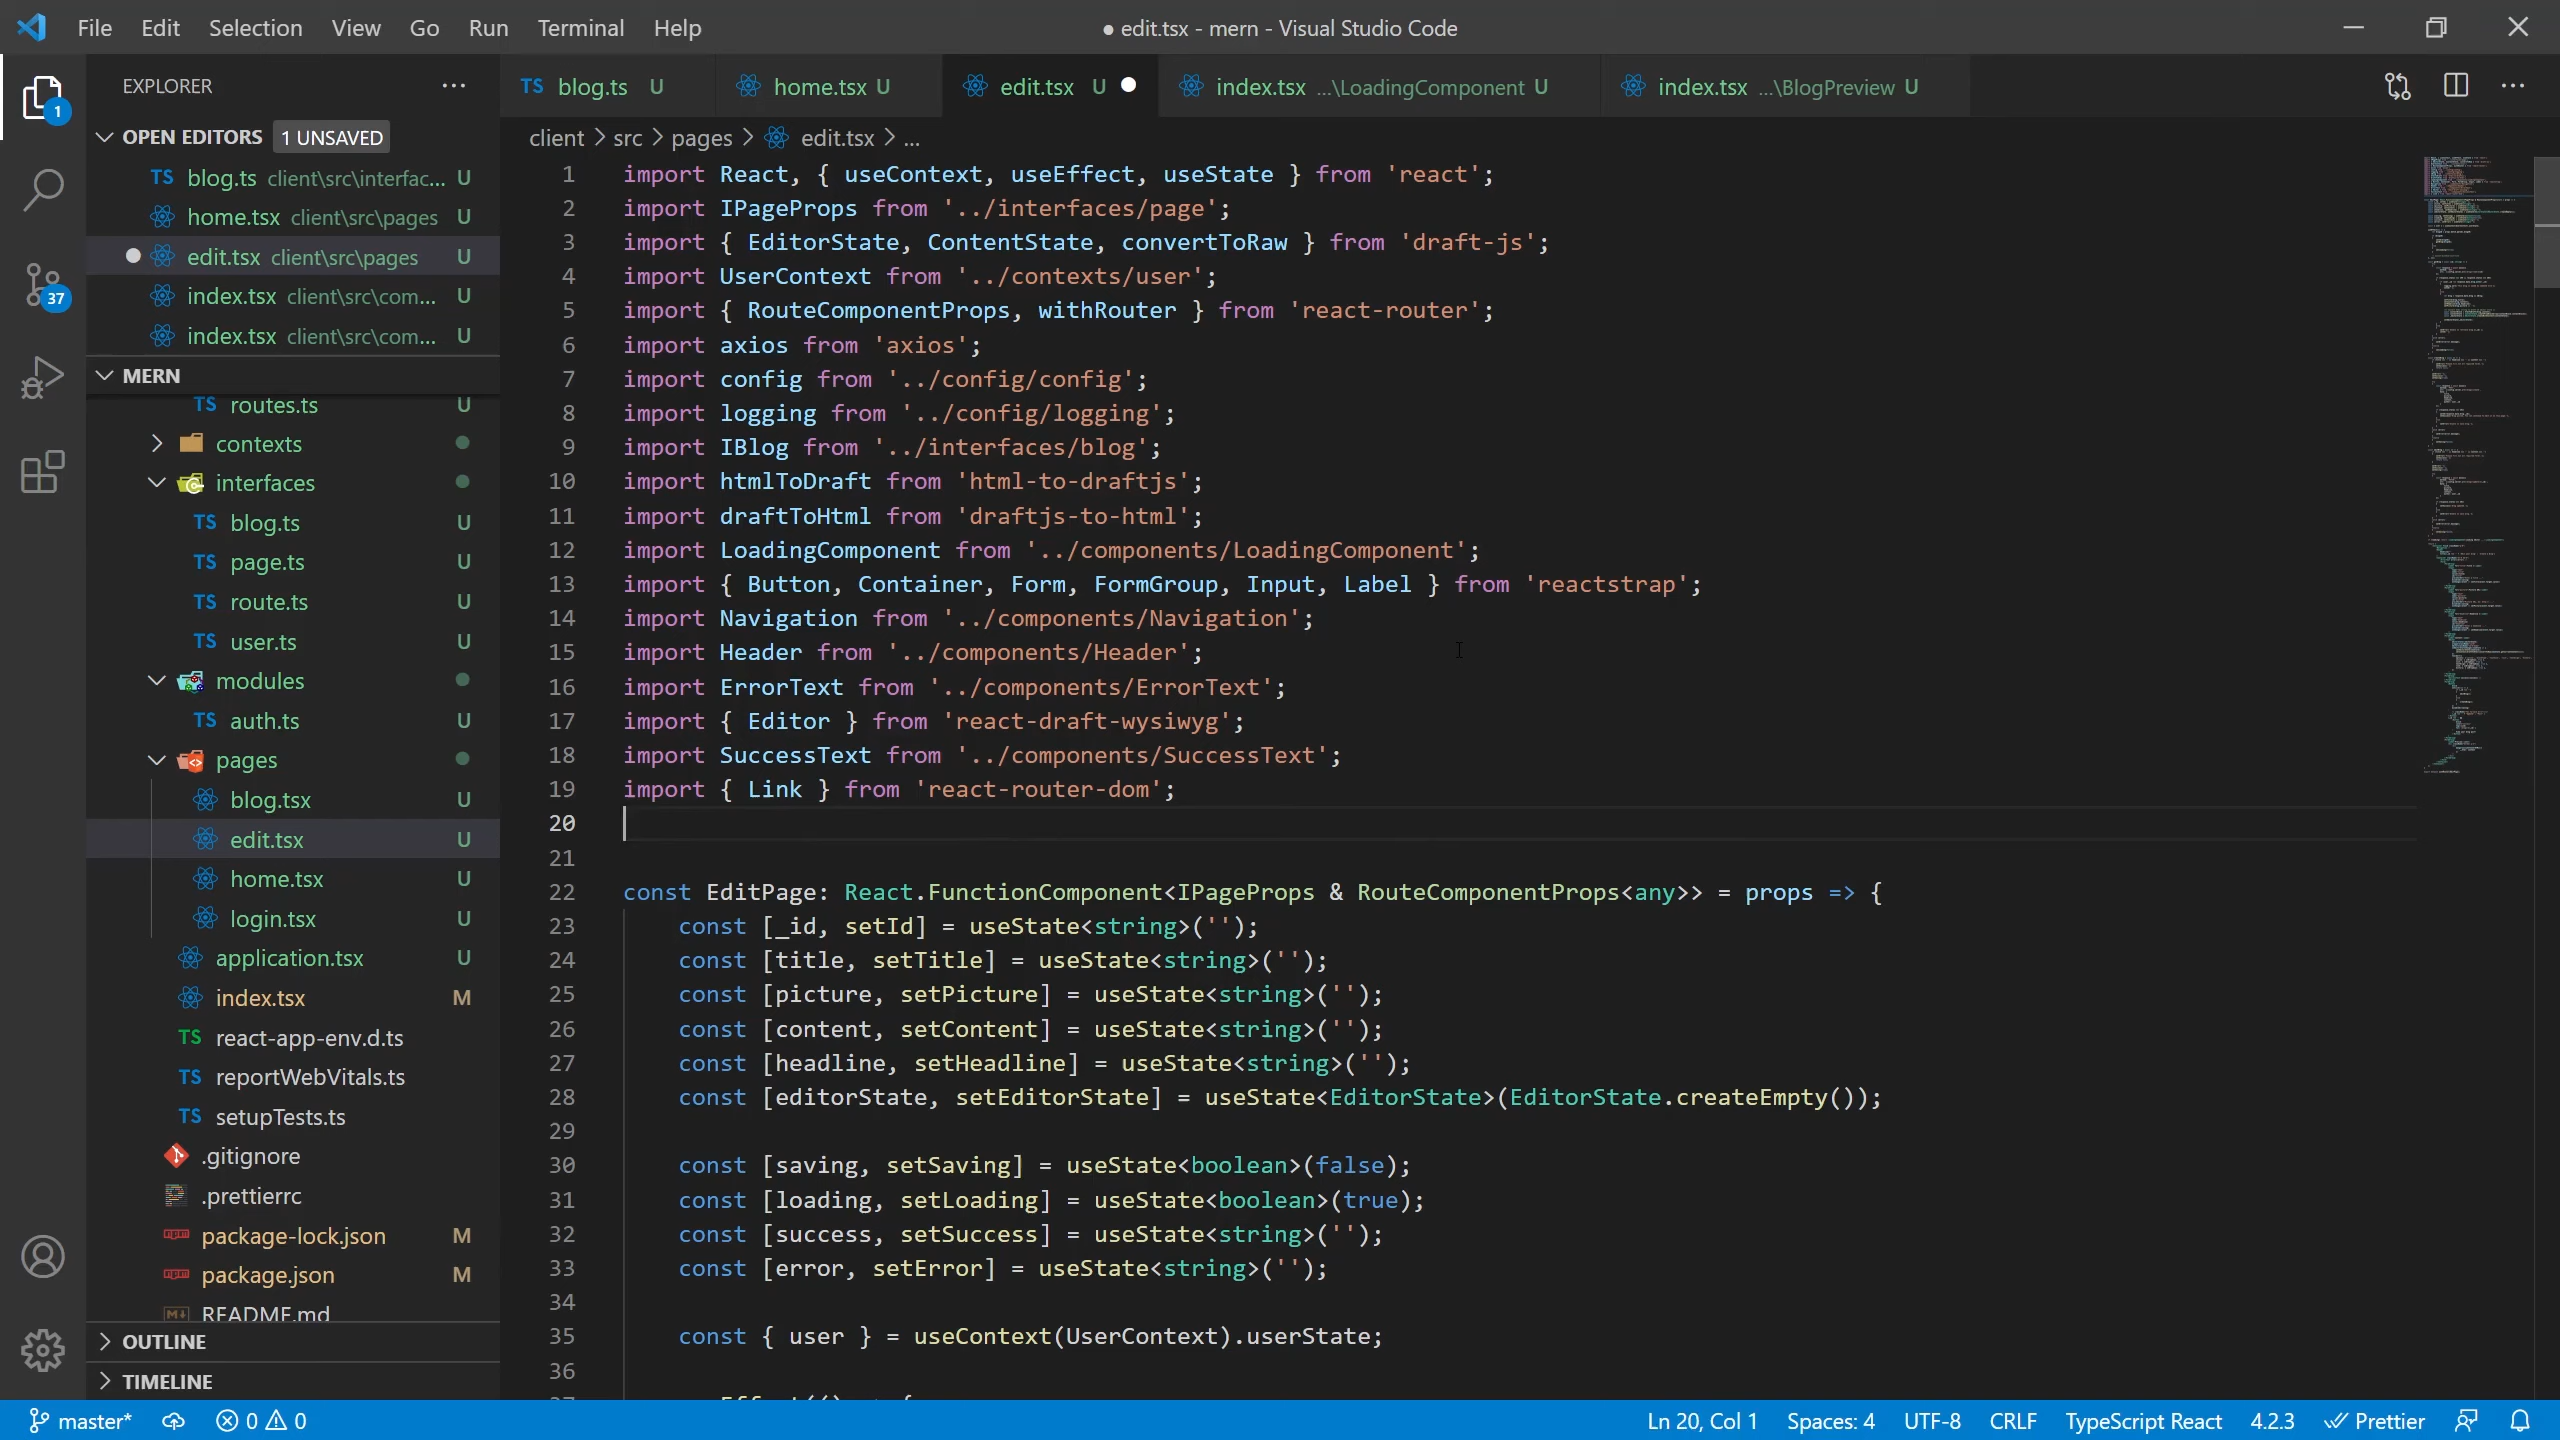 File Edit Selection View Go Run Terminal Help
● edit.tsx - mern - Visual Studio Code
EXPLORER
1
OPEN EDITORS 1 UNSAVED
TS blog.ts client\src\interfac... U
home.tsx client\src\pages U
edit.tsx client\src\pages U
index.tsx client\src\com... U
index.tsx client\src\com... U
37
MERN
TS routes.ts U
contexts
interfaces
TS blog.ts U
TS page.ts U
TS route.ts U
TS user.ts U
modules
TS auth.ts U
pages
blog.tsx U
edit.tsx U
home.tsx U
login.tsx U
application.tsx U
index.tsx M
TS react-app-env.d.ts
TS reportWebVitals.ts
TS setupTests.ts
.gitignore
.prettierrc
package-lock.json M
package.json M
README.md
OUTLINE
TIMELINE
TS blog.ts U home.tsx U edit.tsx U index.tsx ...\LoadingComponent U index.tsx ...\BlogPreview U
client > src > pages > edit.tsx > ...
1 import React, { useContext, useEffect, useState } from 'react';
2 import IPageProps from '../interfaces/page';
3 import { EditorState, ContentState, convertToRaw } from 'draft-js';
4 import UserContext from '../contexts/user';
5 import { RouteComponentProps, withRouter } from 'react-router';
6 import axios from 'axios';
7 import config from '../config/config';
8 import logging from '../config/logging';
9 import IBlog from '../interfaces/blog';
10 import htmlToDraft from 'html-to-draftjs';
11 import draftToHtml from 'draftjs-to-html';
12 import LoadingComponent from '../components/LoadingComponent';
13 import { Button, Container, Form, FormGroup, Input, Label } from 'reactstrap';
14 import Navigation from '../components/Navigation';
15 import Header from '../components/Header';
16 import ErrorText from '../components/ErrorText';
17 import { Editor } from 'react-draft-wysiwyg';
18 import SuccessText from '../components/SuccessText';
19 import { Link } from 'react-router-dom';
20
21
22 const EditPage: React.FunctionComponent<IPageProps & RouteComponentProps<any>> = props => {
23 const [_id, setId] = useState<string>('');
24 const [title, setTitle] = useState<string>('');
25 const [picture, setPicture] = useState<string>('');
26 const [content, setContent] = useState<string>('');
27 const [headline, setHeadline] = useState<string>('');
28 const [editorState, setEditorState] = useState<EditorState>(EditorState.createEmpty());
29
30 const [saving, setSaving] = useState<boolean>(false);
31 const [loading, setLoading] = useState<boolean>(true);
32 const [success, setSuccess] = useState<string>('');
33 const [error, setError] = useState<string>('');
34
35 const { user } = useContext(UserContext).userState;
36
master* 0 0 Ln 20, Col 1 Spaces: 4 UTF-8 CRLF TypeScript React 4.2.3 Prettier